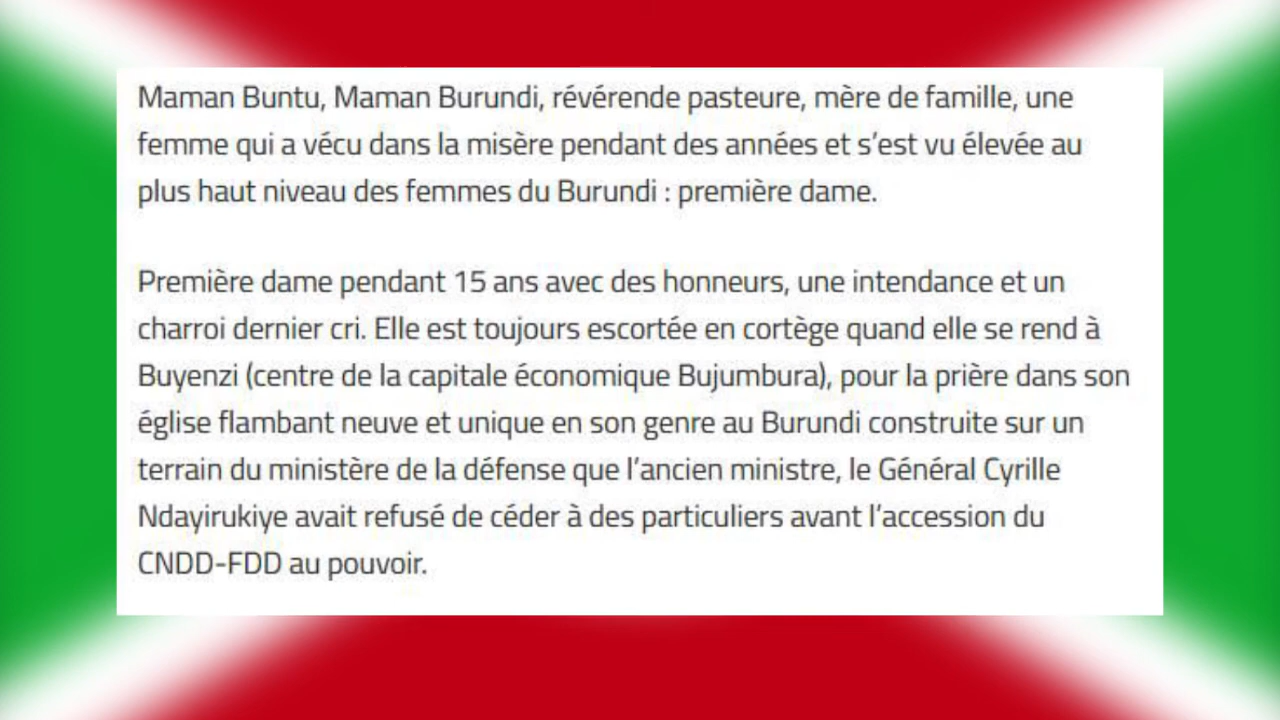 Maman Buntu, Maman Burundi, révérende pasteure, mère de famille, une
femme qui a vécu dans la misère pendant des années et s’est vu élevée au
plus haut niveau des femmes du Burundi : première dame.
Première dame pendant 15 ans avec des honneurs, une intendance et un
charroi dernier cri. Elle est toujours escortée en cortège quand elle se rend à
Buyenzi (centre de la capitale économique Bujumbura), pour la prière dans son
église flambant neuve et unique en son genre au Burundi construite sur un
terrain du ministère de la défense que l’ancien ministre, le Général Cyrille
Ndayirukiye avait refusé de céder à des particuliers avant l’accession du
CNDD-FDD au pouvoir.